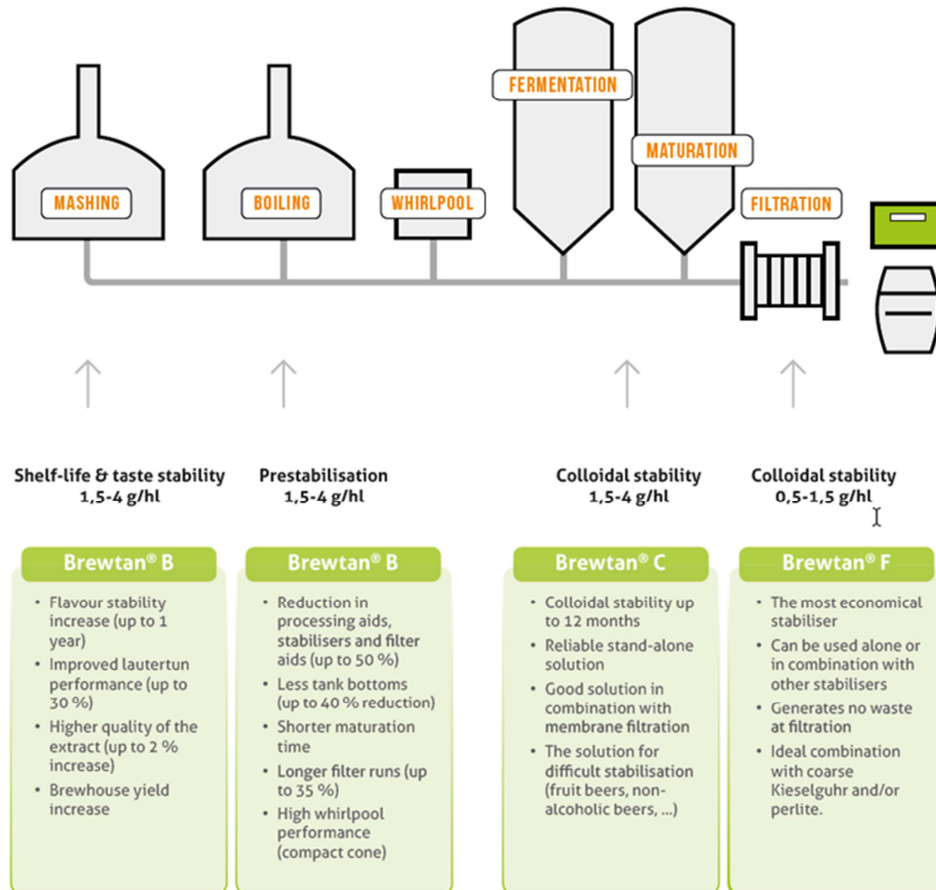 FERMENTATION
MATURATION
MASHING
BOILING
WHIRLPOOL
FILTRATION
Shelf-life & taste stability
1,5-4 g/hl
Prestabilisation
1,5-4 g/hl
Colloidal stability
1,5-4 g/hl
Colloidal stability
0,5-1,5 g/hl
Brewtan® B
• Flavour stability
increase (up to 1
year)
• Improved lautertun
performance (up to
30 %)
• Higher quality of the
extract (up to 2 %
increase)
• Brewhouse yield
increase
Brewtan® B
• Reduction in
processing aids,
stabilisers and filter
aids (up to 50 %)
• Less tank bottoms
(up to 40 % reduction)
• Shorter maturation
time
• Longer filter runs (up
to 35 %)
• High whirlpool
performance
(compact cone)
Brewtan® C
• Colloidal stability up
to 12 months
• Reliable stand-alone
solution
• Good solution in
combination with
membrane filtration
• The solution for
difficult stabilisation
(fruit beers, non-
alcoholic beers, ...)
Brewtan® F
• The most economical
stabiliser
• Can be used alone or
in combination with
other stabilisers
• Generates no waste
at filtration
• Ideal combination
with coarse
Kieselguhr and/or
perlite.